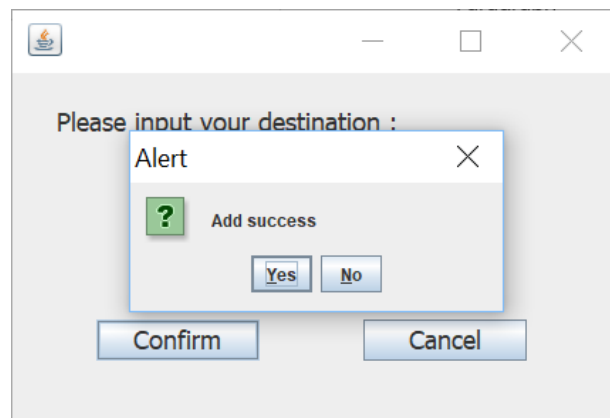 Please input your destination :
Alert
?
Add success
Yes
No
Confirm
Cancel